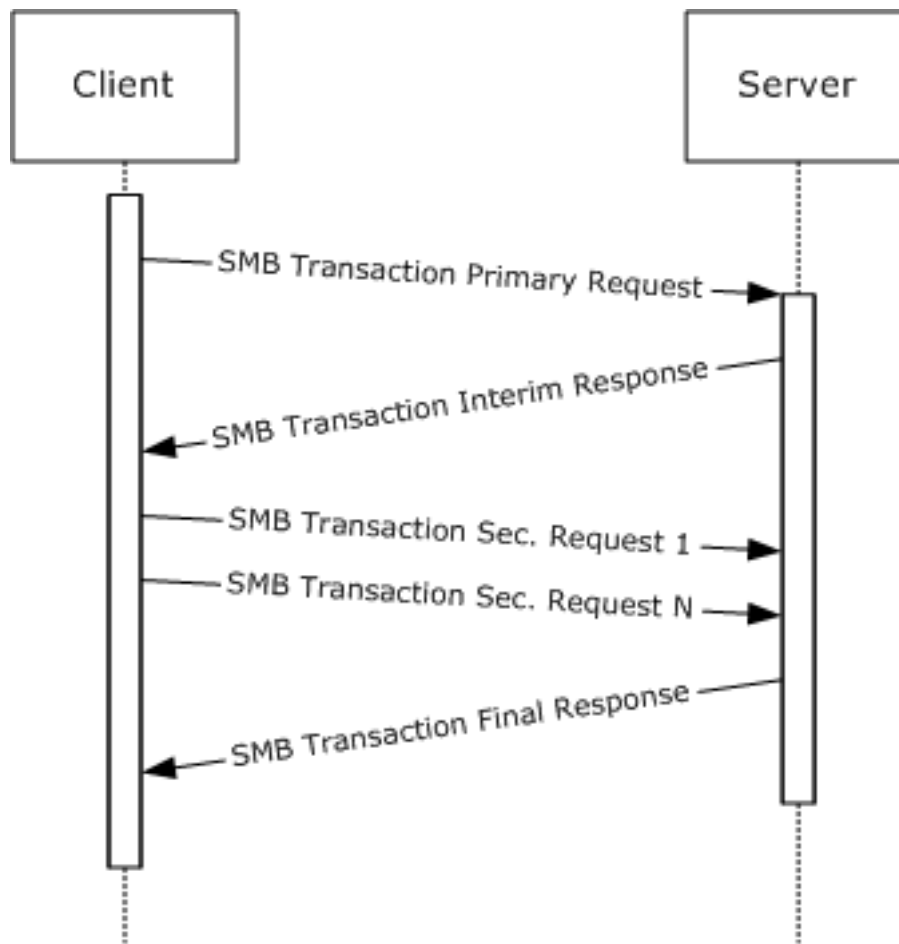 Client
Server
SMB Transaction Primary Request
SMB Transaction Interim Response
SMB Transaction Sec. Request 1
SMB Transaction Sec. Request N
SMB Transaction Final Response